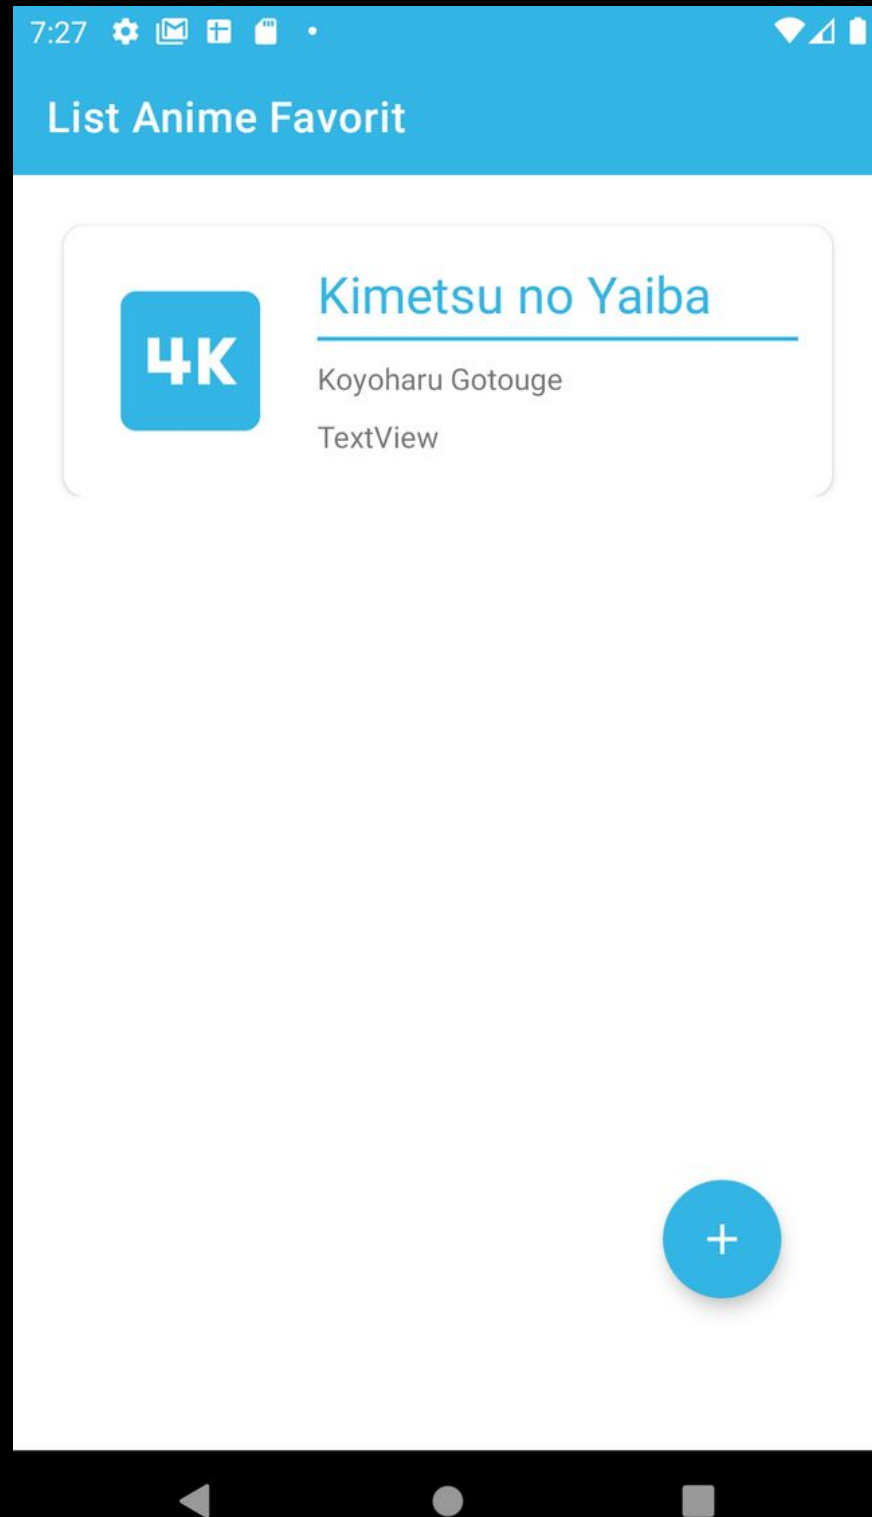 7:27
List Anime Favorit
4K
Kimetsu no Yaiba
Koyoharu Gotouge
TextView
+